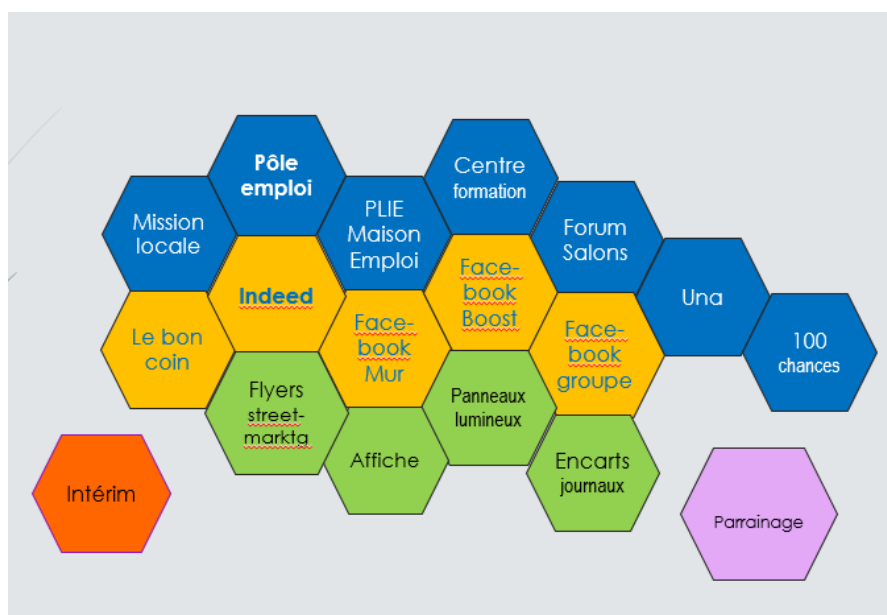 Pôle
emploi
Centre
formation
Mission
locale
PLIE
Maison
Emploi
Forum
Salons
Una
100
chances
Indeed
Face-
book
Boost
Le bon
coin
Face-
book
Mur
Face-
book
groupe
Flyers
street-
marktg
Panneaux
lumineux
Affiche
Encarts
journaux
Intérim
Parrainage